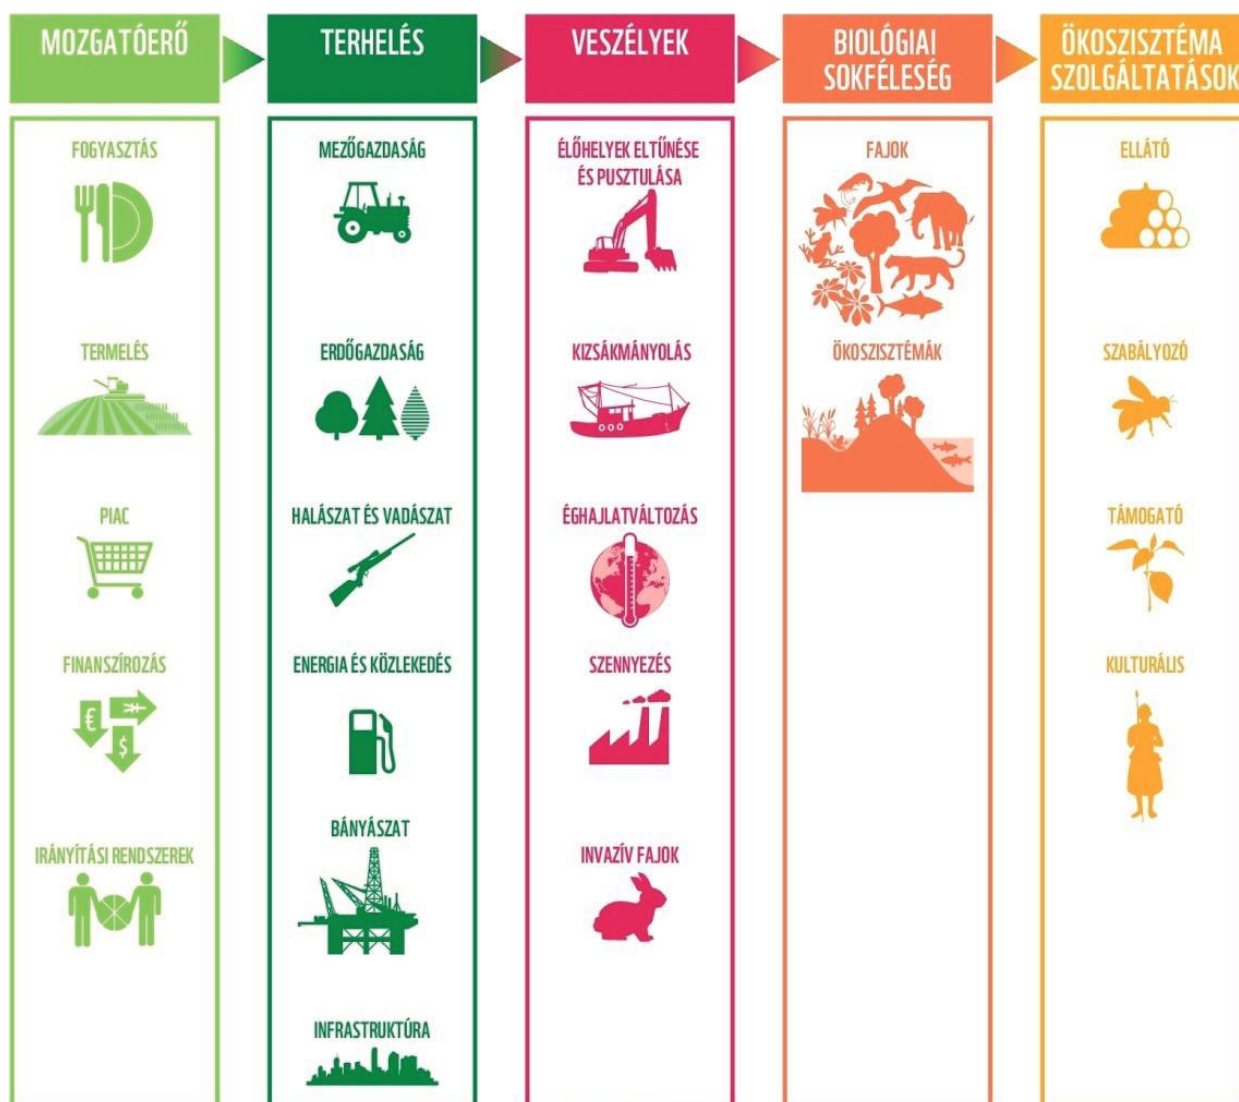 MOZGATÓERŐ
TERHELÉS
VESZÉLYEK
BIOLÓGIAI
SOKFÉLESÉG
ÖKOSZISZTÉMA
SZOLGÁLTATÁSOK
FOGYASZTÁS
TERMELÉS
PIAC
FINANSZÍROZÁS
€
$
IRÁNYÍTÁSI RENDSZEREK
MEZŐGAZDASÁG
ERDŐGAZDASÁG
HALÁSZAT ÉS VADÁSZAT
ENERGIA ÉS KÖZLEKEDÉS
BÁNYÁSZAT
INFRASTRUKTÚRA
ÉLŐHELYEK ELTŰNÉSE
ÉS PUSZTULÁSA
KIZSÁKMÁNYOLÁS
ÉGHAJLATVÁLTOZÁS
SZENNYEZÉS
INVAZÍV FAJOK
FAJOK
ÖKOSZISZTÉMÁK
ELLÁTÓ
SZABÁLYOZÓ
TÁMOGATÓ
KULTURÁLIS